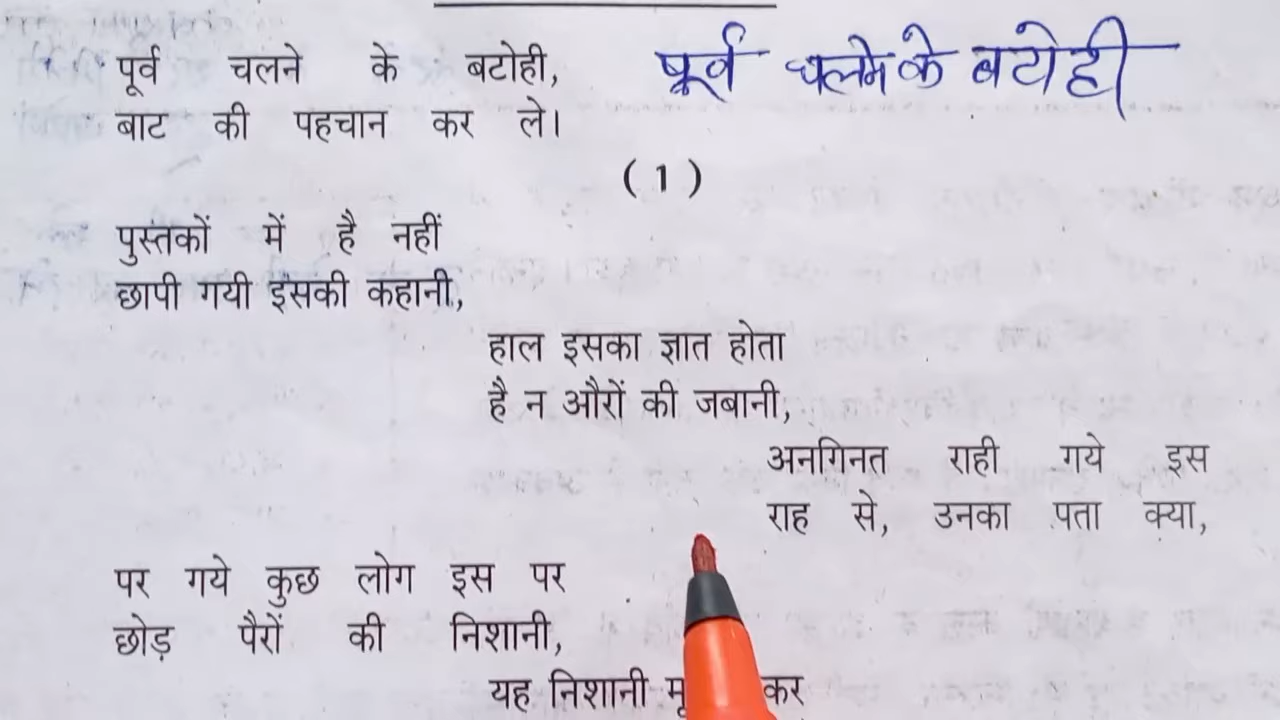 पूर्व चलने के बटोही,
पूर्व चलने के बटोही
बाट की पहचान कर ले।
(1)
पुस्तकों में है नहीं
छापी गयी इसकी कहानी,
हाल इसका ज्ञात होता
है न औरों की जबानी,
अनगिनत राही गये इस
राह से, उनका पता क्या,
पर गये कुछ लोग इस पर
छोड़ पैरों की निशानी,
यह निशानी कर